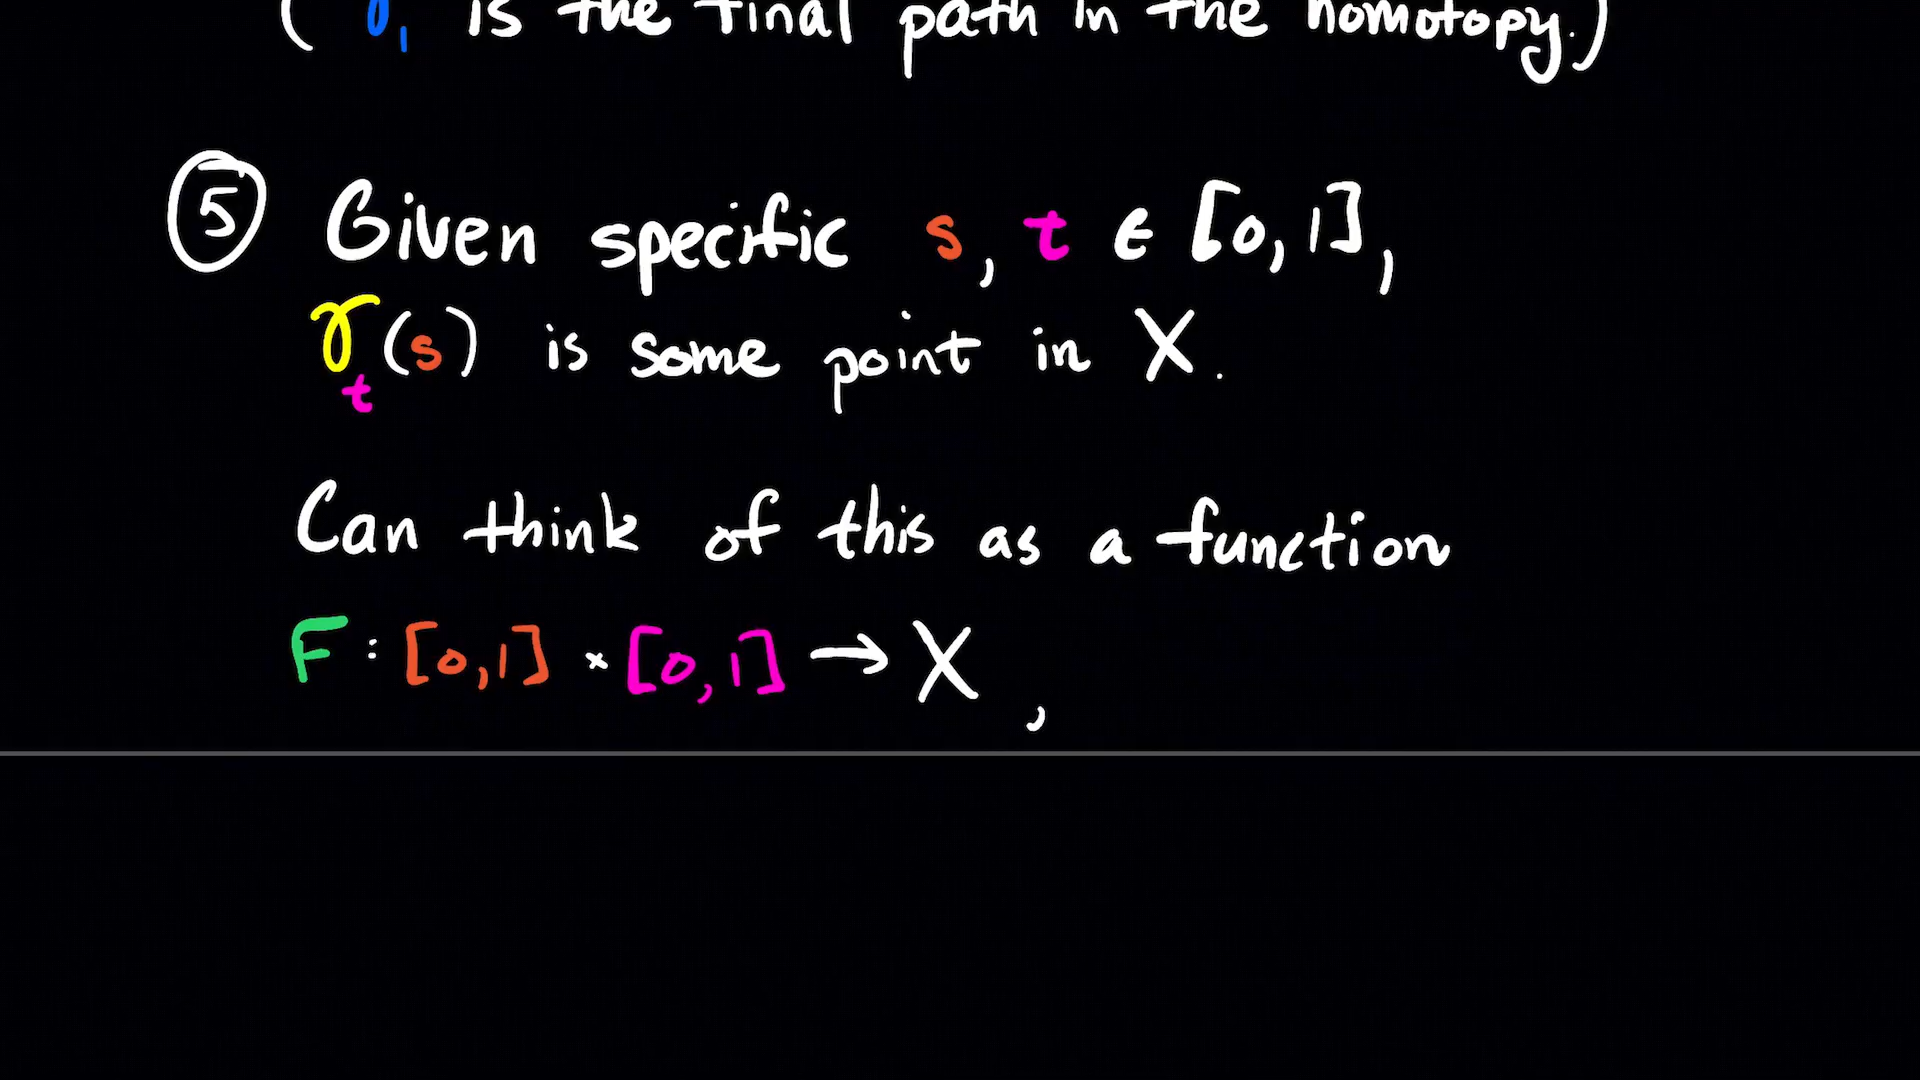 ( γ₁ is the final path in the homotopy.)
⑤ Given specific s, t ∈ [0, 1],
γₜ(s) is some point in X.
Can think of this as a function
F : [0,1] × [0,1] → X ,